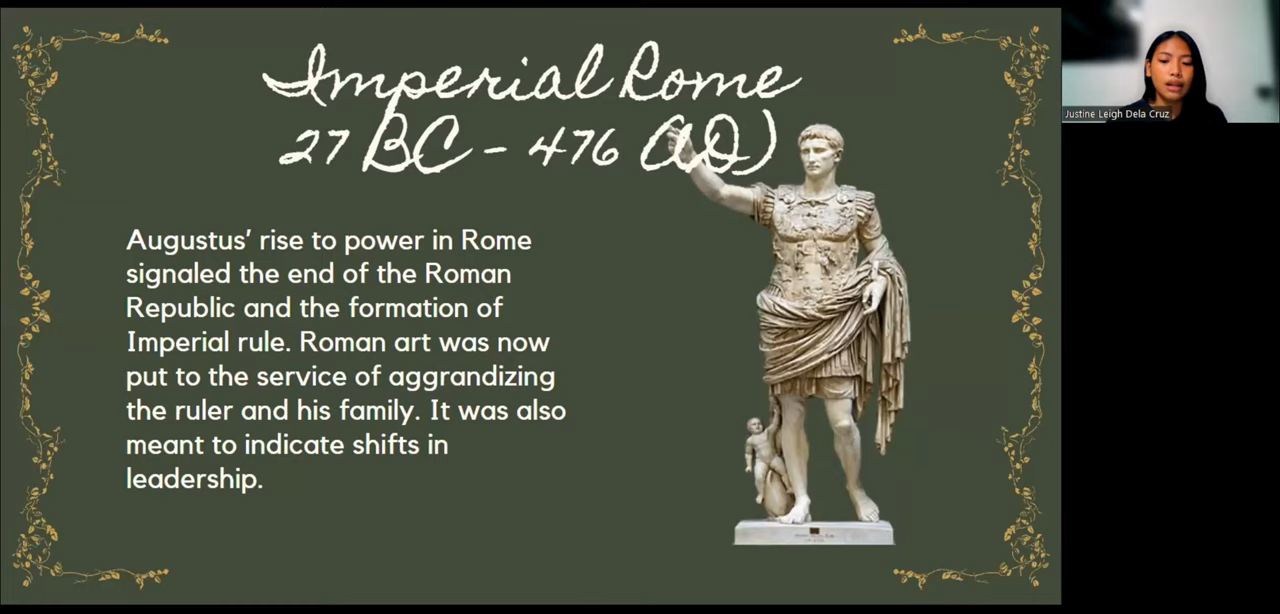 Imperial Rome
27 BC - 476 AD)
Augustus' rise to power in Rome
signaled the end of the Roman
Republic and the formation of
Imperial rule. Roman art was now
put to the service of aggrandizing
the ruler and his family. It was also
meant to indicate shifts in
leadership.
Justine Leigh Dela Cruz